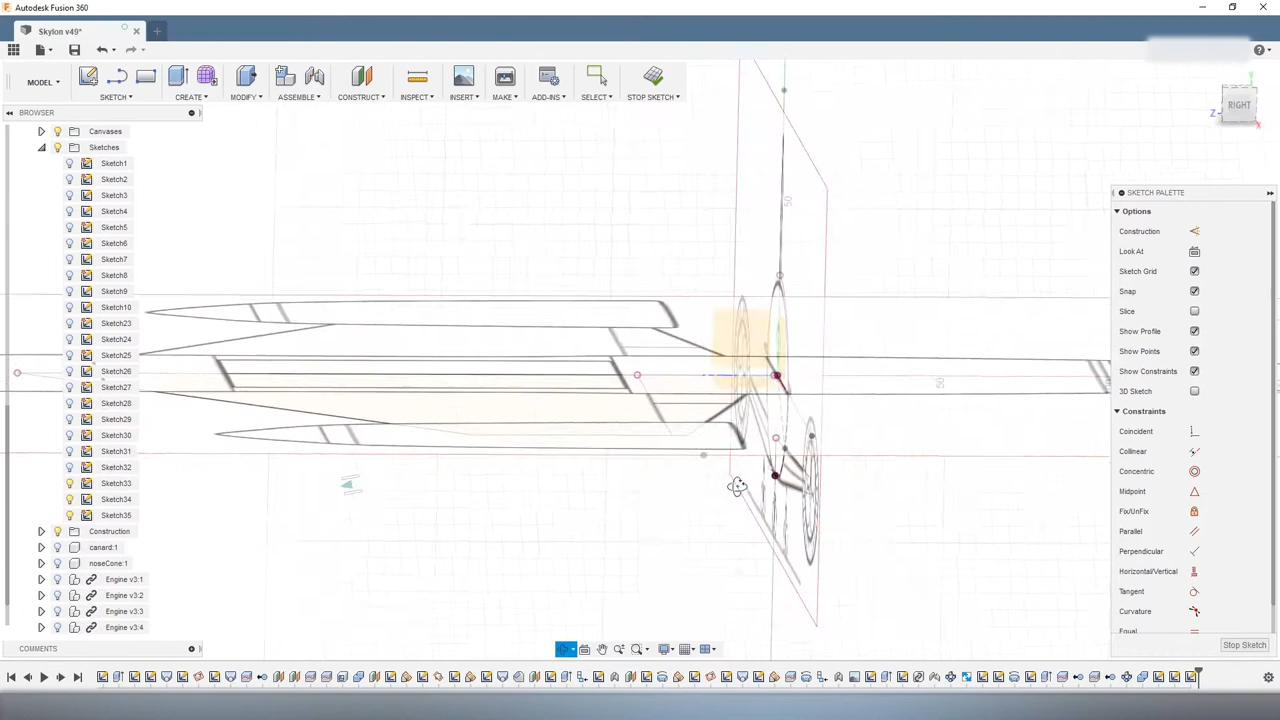 Autodesk Fusion 360
Skylon v49*
MODEL
SKETCH
CREATE
MODIFY
ASSEMBLE
CONSTRUCT
INSPECT
INSERT
MAKE
ADD-INS
SELECT
STOP SKETCH
BROWSER
Canvases
Sketches
Sketch1
Sketch2
Sketch3
Sketch4
Sketch5
Sketch6
Sketch7
Sketch8
Sketch9
Sketch10
Sketch23
Sketch24
Sketch25
Sketch26
Sketch27
Sketch28
Sketch29
Sketch30
Sketch31
Sketch32
Sketch33
Sketch34
Sketch35
Construction
canard:1
noseCone:1
Engine v3:1
Engine v3:2
Engine v3:3
Engine v3:4
COMMENTS
50
50
Y
RIGHT
Z
X
SKETCH PALETTE
Options
Construction
Look At
Sketch Grid
Snap
Slice
Show Profile
Show Points
Show Constraints
3D Sketch
Constraints
Coincident
Collinear
Concentric
Midpoint
Fix/UnFix
Parallel
Perpendicular
Horizontal/Vertical
Tangent
Curvature
Equal
Stop Sketch